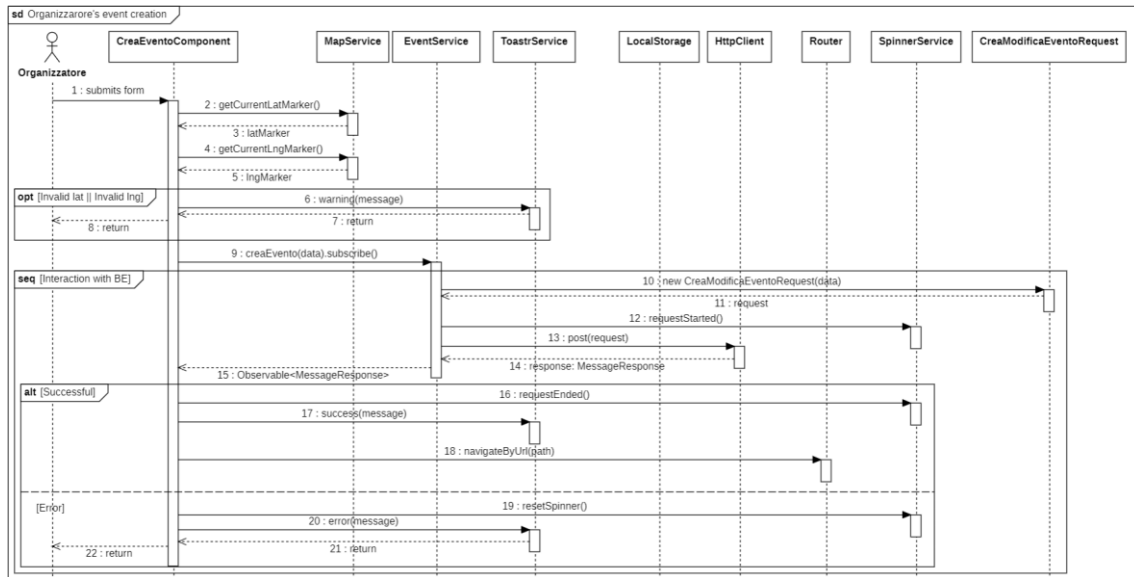 sd Organizzarore's event creation
Organizzatore
CreaEventoComponent
MapService
EventService
ToastrService
LocalStorage
HttpClient
Router
SpinnerService
CreaModificaEventoRequest
1 : submits form
2 : getCurrentLatMarker()
3 : latMarker
4 : getCurrentLngMarker()
5 : lngMarker
opt [Invalid lat || Invalid lng]
6 : warning(message)
7 : return
8 : return
9 : creaEvento(data).subscribe()
seq [Interaction with BE]
10 : new CreaModificaEventoRequest(data)
11 : request
12 : requestStarted()
13 : post(request)
14 : response: MessageResponse
15 : Observable<MessageResponse>
alt [Successful]
16 : requestEnded()
17 : success(message)
18 : navigateByUrl(path)
[Error]
19 : resetSpinner()
20 : error(message)
21 : return
22 : return